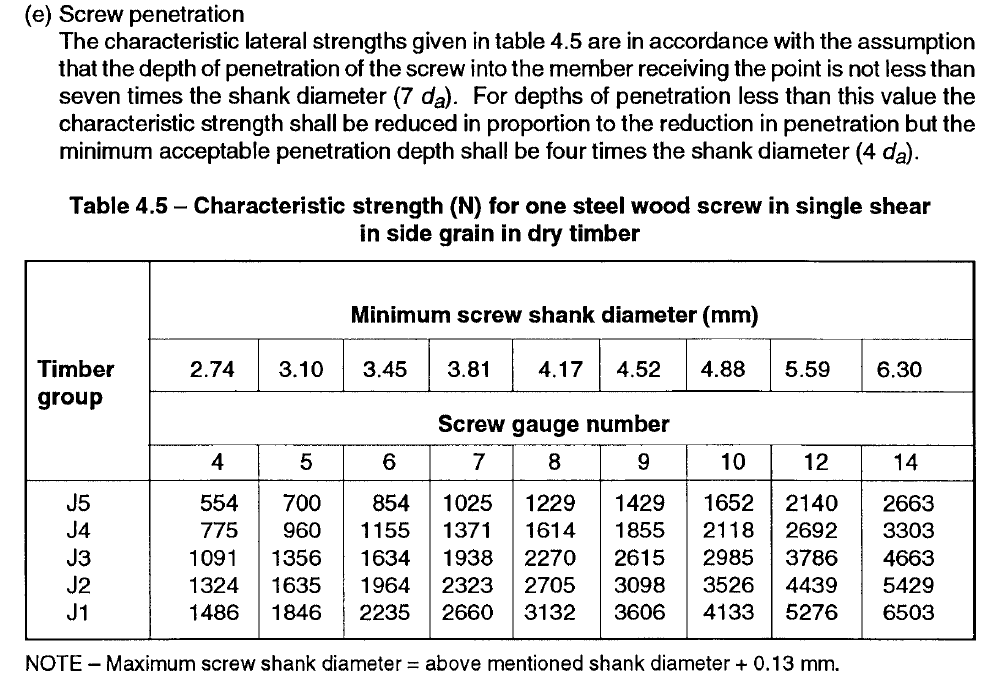 (e) Screw penetration
The characteristic lateral strengths given in table 4.5 are in accordance with the assumption
that the depth of penetration of the screw into the member receiving the point is not less than
seven times the shank diameter (7 da). For depths of penetration less than this value the
characteristic strength shall be reduced in proportion to the reduction in penetration but the
minimum acceptable penetration depth shall be four times the shank diameter (4 da).
Table 4.5 – Characteristic strength (N) for one steel wood screw in single shear
in side grain in dry timber
Timber
group
Minimum screw shank diameter (mm)
2.74 3.10 3.45 3.81 4.17 4.52 4.88 5.59 6.30
Screw gauge number
4 5 6 7 8 9 10 12 14
J5 554 700 854 1025 1229 1429 1652 2140 2663
J4 775 960 1155 1371 1614 1855 2118 2692 3303
J3 1091 1356 1634 1938 2270 2615 2985 3786 4663
J2 1324 1635 1964 2323 2705 3098 3526 4439 5429
J1 1486 1846 2235 2660 3132 3606 4133 5276 6503
NOTE – Maximum screw shank diameter = above mentioned shank diameter + 0.13 mm.